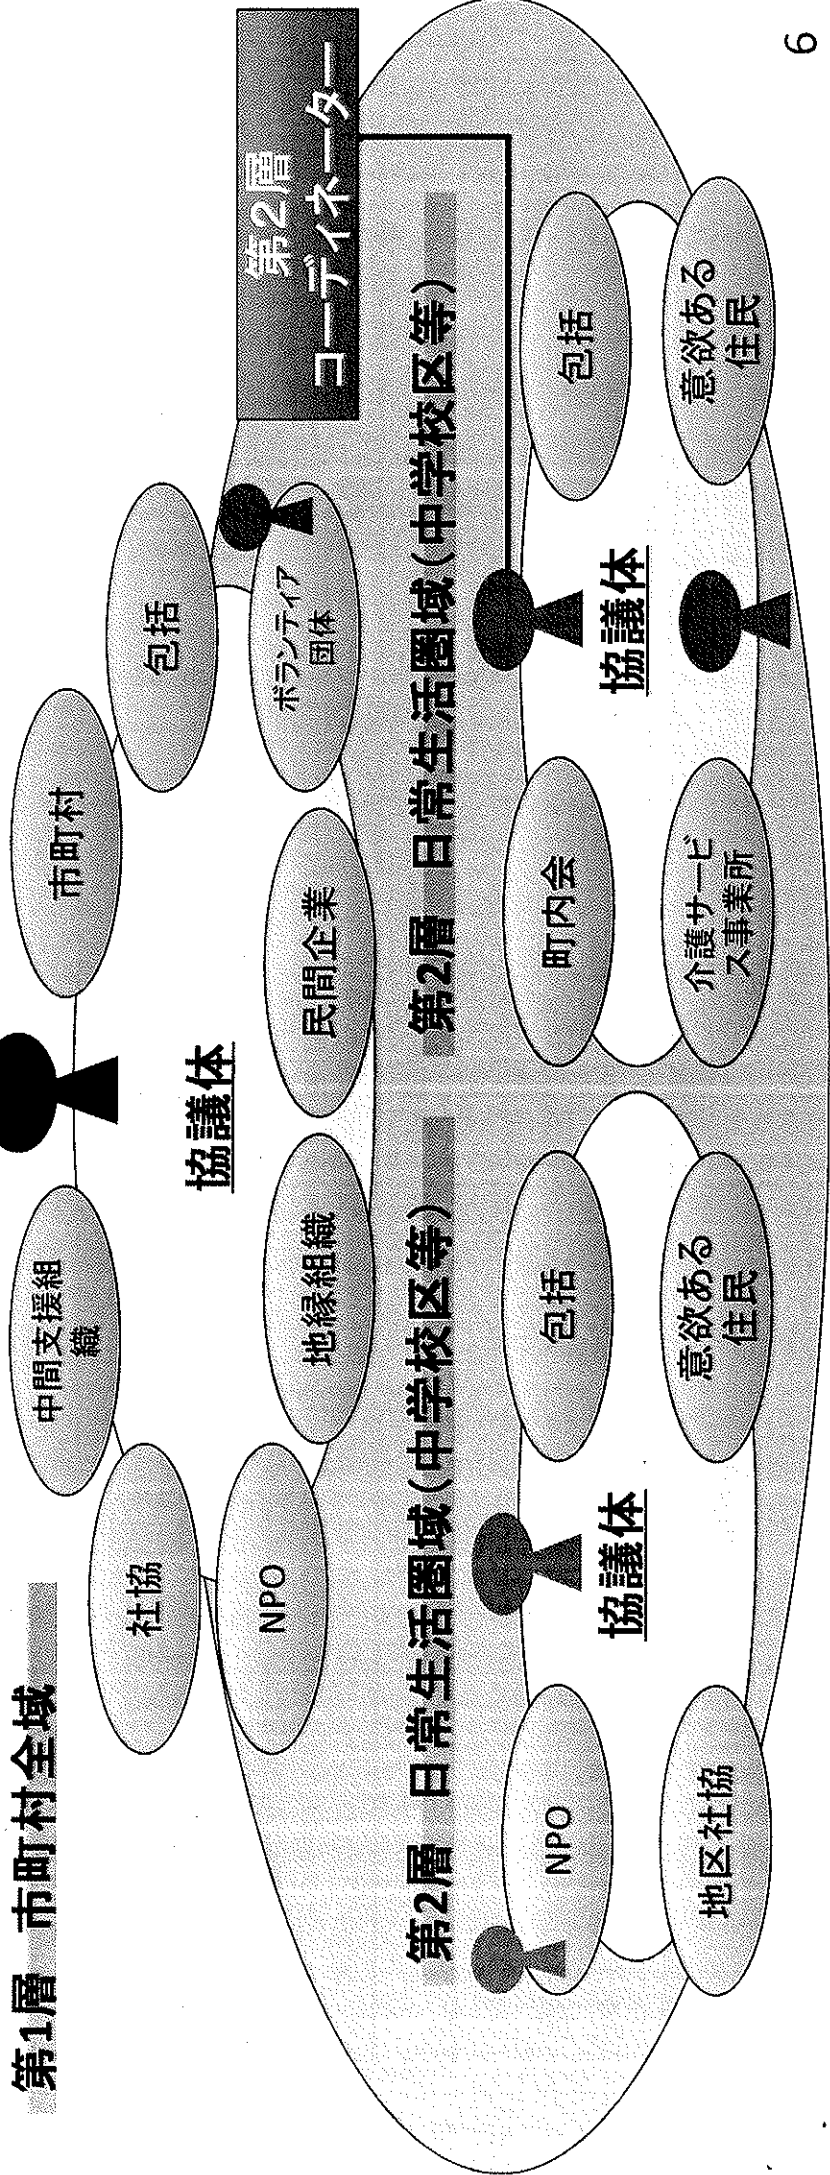 第1層 市町村全域
中間支援組
織
市町村
社協
包括
協議体
NPO
地縁組織
民間企業
ボランティア
団体
第2層
コーディネーター
第2層 日常生活圏域(中学校区等)
NPO
包括
協議体
地区社協
意欲ある
住民
第2層 日常生活圏域(中学校区等)
町内会
包括
協議体
介護サービ
ス事業所
意欲ある
住民
6